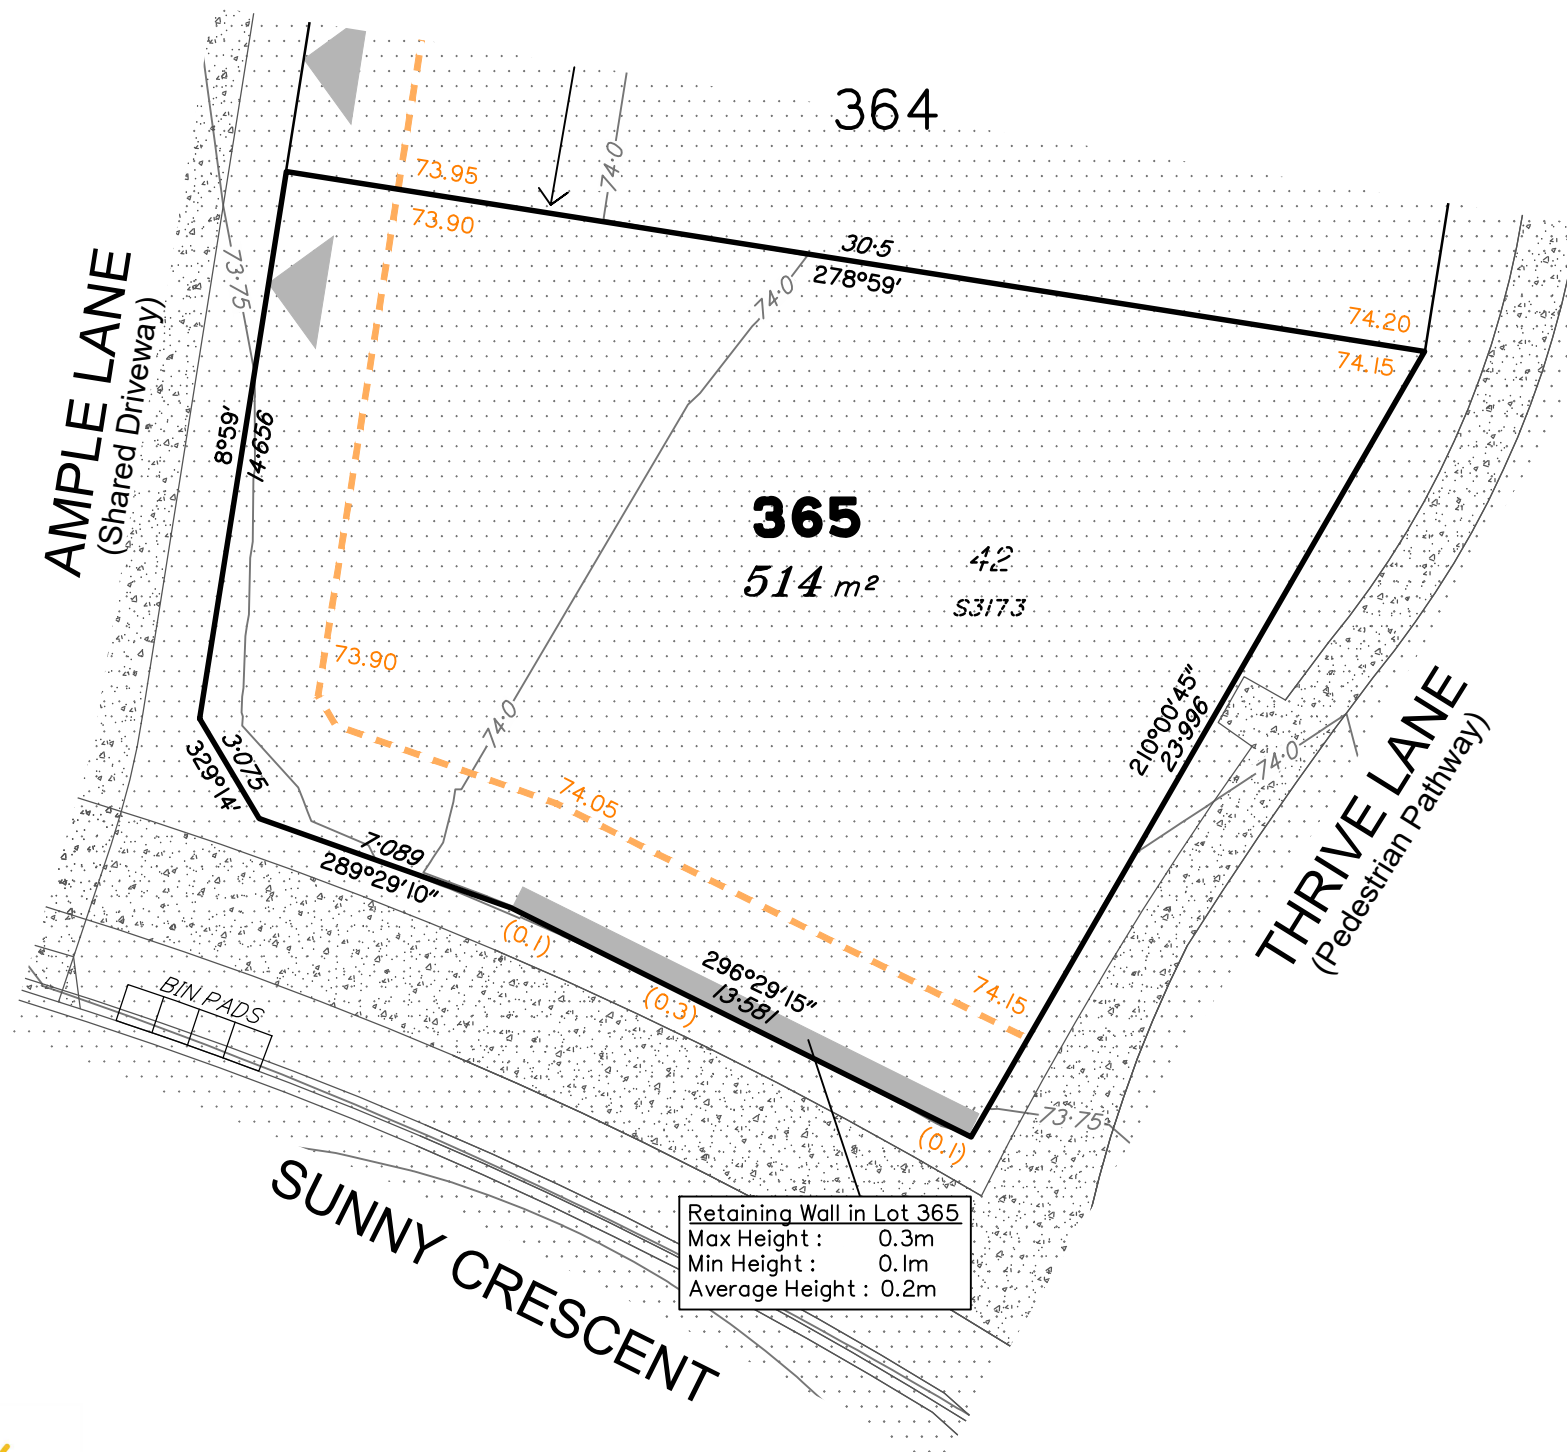 364
73.95
74.0
73.90
30·5
278°59'
74.0
74.20
74.15
73·75
AMPLE LANE
(Shared Driveway)
8°59'
14·656
365
514 m²
42
S3173
73.90
74.0
210°00'45"
23·996
74.0
THRIVE LANE
(Pedestrian Pathway)
3·075
329°14'
74.05
7·089
289°29'10"
(0.1)
296°29'15"
13·581
(0.3)
74.15
BIN PADS
73·75
(0.1)
SUNNY CRESCENT
Retaining Wall in Lot 365
Max Height : 0.3m
Min Height : 0.1m
Average Height : 0.2m